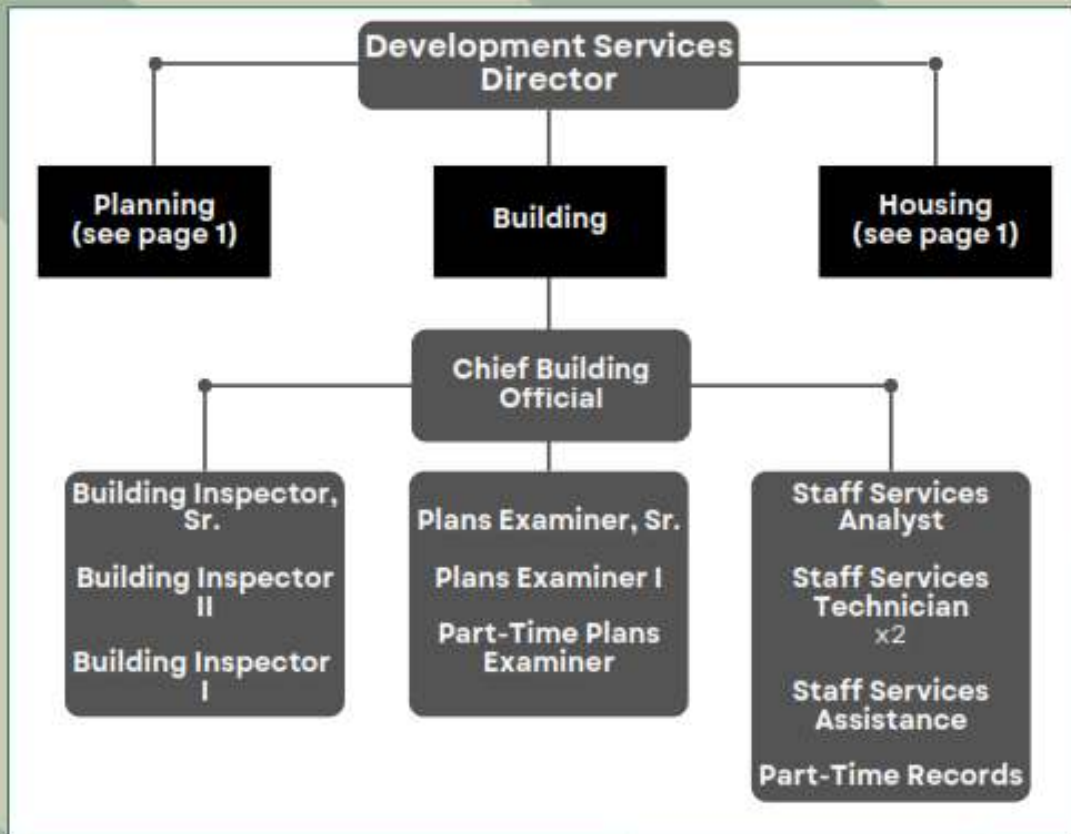 Development Services
Director
Planning
(see page 1)
Building
Housing
(see page 1)
Chief Building
Official
Building Inspector,
Sr.
Building Inspector
II
Building Inspector
I
Plans Examiner, Sr.
Plans Examiner I
Part-Time Plans
Examiner
Staff Services
Analyst
Staff Services
Technician
x2
Staff Services
Assistance
Part-Time Records